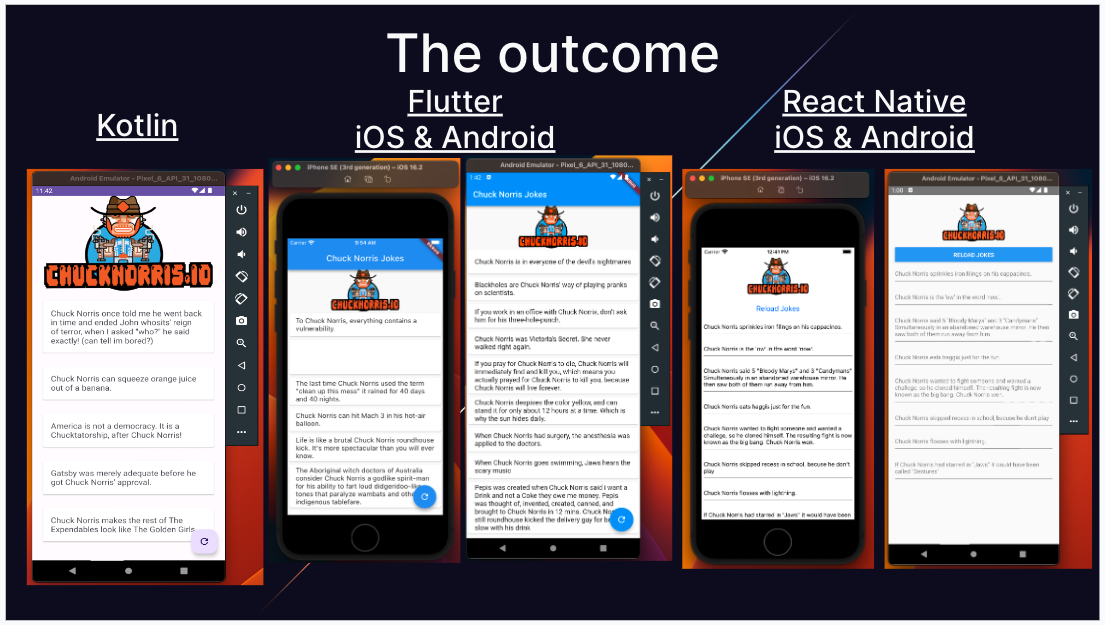 The outcome
Kotlin
Flutter
iOS & Android
React Native
iOS & Android
Android Emulator - Pixel_6_API_31_1080...
11:42
CHUCKNORRIS.IO
Chuck Norris once told me he went back
in time and ended John whosits' reign
of terror, when I asked "who?" he said
exactly! (can tell im bored?)
Chuck Norris can squeeze orange juice
out of a banana.
America is not a democracy. It is a
Chucktatorship, after Chuck Norris!
Gatsby was merely adequate before he
got Chuck Norris' approval.
Chuck Norris makes the rest of The
Expendables look like The Golden Girls.
iPhone SE (3rd generation) – iOS 16.2
Carrier
9:54 AM
Chuck Norris Jokes
CHUCKNORRIS.IO
To Chuck Norris, everything contains a
vulnerability.
The last time Chuck Norris used the term
"clean up this mess" it rained for 40 days
and 40 nights.
Chuck Norris can hit Mach 3 in his hot-air
balloon.
Life is like a brutal Chuck Norris roundhouse
kick. It's more spectacular than you will ever
know.
The Aboriginal witch doctors of Australia
consider Chuck Norris a godlike spirit-man
for his ability to fart loud didgeridoo-like
tones that paralyze wambats and
indigenous tablefare.
Android Emulator - Pixel_6_API_31_1080...
1:42
Chuck Norris Jokes
CHUCKNORRIS.IO
Chuck Norris is in everyone of the devil's nightmares
Blackholes are Chuck Norris' way of playing pranks
on scientists.
If you work in an office with Chuck Norris, don't ask
him for his three-hole-punch.
Chuck Norris was Victoria's Secret. She never
walked right again.
If you pray for Chuck Norris to die, Chuck Norris will
immediately find and kill you, which means you
actually prayed for Chuck Norris to kill you, because
Chuck Norris will live forever.
Chuck Norris despises the color yellow, and can
stand it for only about 12 hours at a time. Which is
why the sun hides daily.
When Chuck Norris had surgery, the anesthesia was
applied to the doctors.
When Chuck Norris goes swimming, Jaws hears the
scary music
Pepis was created when Chuck Norris said i want a
Drink and not a Coke they owe me money. Pepis
was thought of, invented, created, canned, and
brought to Chuck Norris in 12 mins. Chuck
still roundhouse kicked the delivery guy for
slow with his drink
iPhone SE (3rd generation) – iOS 16.2
Carrier
12:41 PM
CHUCKNORRIS.IO
Reload Jokes
Chuck Norris sprinkles iron filings on his cappacinos.
Chuck Norris is the 'ow' in the word 'now'.
Chuck Norris said 5 "Bloody Marys" and 3 "Candymans"
Simultaneously in an abandoned warehouse mirror. He
then saw both of them run away from him.
Chuck Norris eats haggis just for the fun.
Chuck Norris wanted to fight someone and wanted a
challege, so he cloned himself. The resulting fight is now
known as the big bang. Chuck Norris won.
Chuck Norris skipped recess in school, becuse he don't
play
Chuck Norris flosses with lightning.
If Chuck Norris had starred in "Jaws" it would have been
Android Emulator - Pixel_6_API_31_1080...
1:00
CHUCKNORRIS.IO
RELOAD JOKES
Chuck Norris sprinkles iron filings on his cappacinos.
Chuck Norris is the 'ow' in the word 'now'.
Chuck Norris said 5 "Bloody Marys" and 3 "Candymans"
Simultaneously in an abandoned warehouse mirror. He then
saw both of them run away from him.
Chuck Norris eats haggis just for the fun.
Chuck Norris wanted to fight someone and wanted a
challege, so he cloned himself. The resulting fight is now
known as the big bang. Chuck Norris won.
Chuck Norris skipped recess in school, becuse he don't play
Chuck Norris flosses with lightning.
If Chuck Norris had starred in "Jaws" it would have been
called "Dentures"